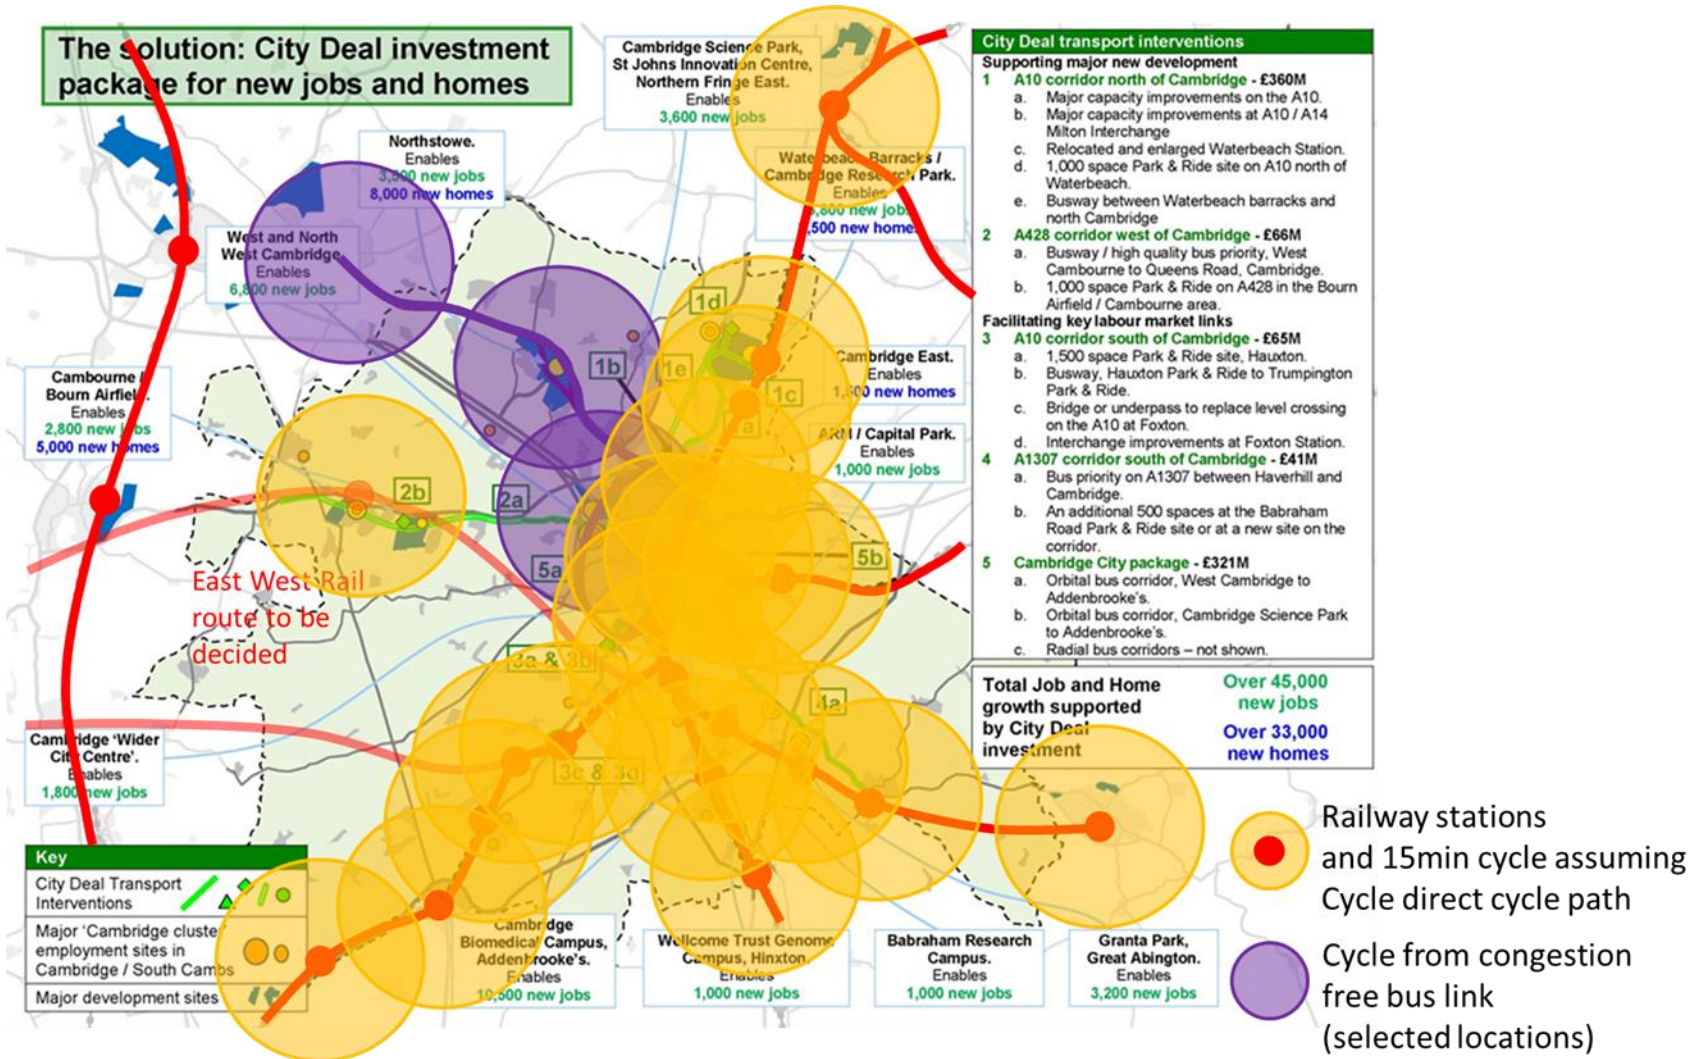 The solution: City Deal investment
package for new jobs and homes
Cambridge Science Park,
St Johns Innovation Centre,
Northern Fringe East.
Enables
3,600 new jobs
Northstowe.
Enables
new jobs
8,000 new homes
Waterbeach Barracks /
Cambridge Research Park.
Enables
new jobs
new homes
West and North
West Cambridge
Enables
6,800 new jobs
Cambourne /
Bourn Airfield.
Enables
2,800 new jobs
5,000 new homes
Cambridge East.
Enables
new homes
ARM / Capital Park.
Enables
1,000 new jobs
1d
1b
1e
1c
1a
2b
2a
5a
5b
3a & 3b
4a
3c & 3d
East West Rail
route to be
decided
Cambridge 'Wider
City Centre'.
Enables
1,800 new jobs
Key
City Deal Transport
Interventions
Major 'Cambridge cluster'
employment sites in
Cambridge / South Cambs
Major development sites
Cambridge
Biomedical Campus,
Addenbrooke's.
Enables
10,500 new jobs
Wellcome Trust Genome
Campus, Hinxton.
Enables
1,000 new jobs
Babraham Research
Campus.
Enables
1,000 new jobs
Granta Park,
Great Abington.
Enables
3,200 new jobs
City Deal transport interventions
Supporting major new development
1 A10 corridor north of Cambridge - £360M
a. Major capacity improvements on the A10.
b. Major capacity improvements at A10 / A14
Milton Interchange
c. Relocated and enlarged Waterbeach Station.
d. 1,000 space Park & Ride site on A10 north of
Waterbeach.
e. Busway between Waterbeach barracks and
north Cambridge
2 A428 corridor west of Cambridge - £66M
a. Busway / high quality bus priority, West
Cambourne to Queens Road, Cambridge.
b. 1,000 space Park & Ride on A428 in the Bourn
Airfield / Cambourne area.
Facilitating key labour market links
3 A10 corridor south of Cambridge - £65M
a. 1,500 space Park & Ride site, Hauxton.
b. Busway, Hauxton Park & Ride to Trumpington
Park & Ride.
c. Bridge or underpass to replace level crossing
on the A10 at Foxton.
d. Interchange improvements at Foxton Station.
4 A1307 corridor south of Cambridge - £41M
a. Bus priority on A1307 between Haverhill and
Cambridge.
b. An additional 500 spaces at the Babraham
Road Park & Ride site or at a new site on the
corridor.
5 Cambridge City package - £321M
a. Orbital bus corridor, West Cambridge to
Addenbrooke's.
b. Orbital bus corridor, Cambridge Science Park
to Addenbrooke's.
c. Radial bus corridors – not shown.
Total Job and Home
growth supported
by City Deal
investment
Over 45,000
new jobs
Over 33,000
new homes
Railway stations
and 15min cycle assuming
Cycle direct cycle path
Cycle from congestion
free bus link
(selected locations)